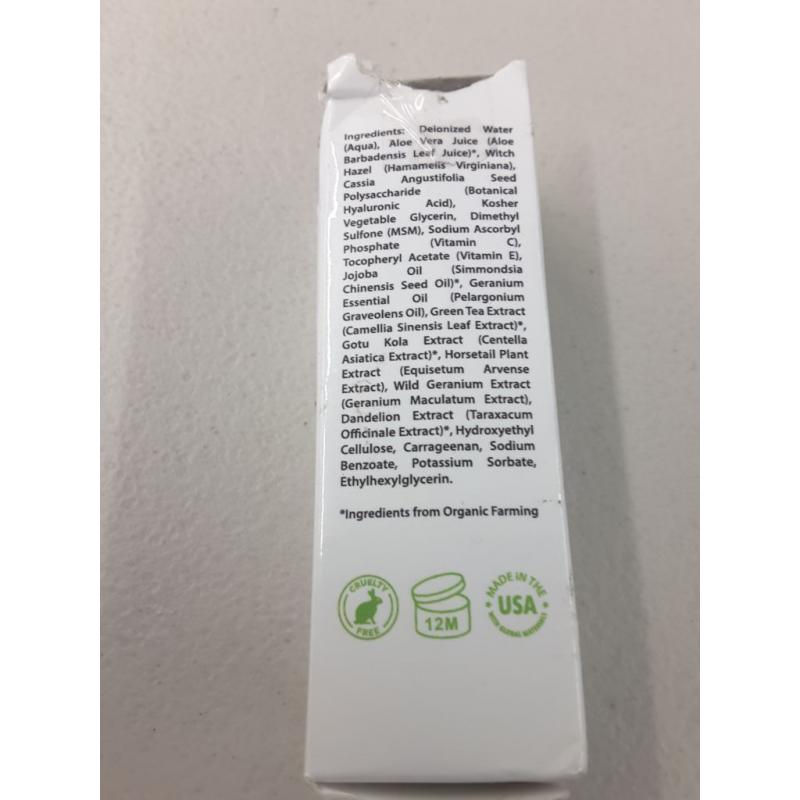 Ingredients: Deionized Water
(Aqua), Aloe Vera Juice (Aloe
Barbadensis Leaf Juice)*, Witch
Hazel (Hamamelis Virginiana),
Cassia Angustifolia Seed
Polysaccharide (Botanical
Hyaluronic Acid), Kosher
Vegetable Glycerin, Dimethyl
Sulfone (MSM), Sodium Ascorbyl
Phosphate (Vitamin C),
Tocopheryl Acetate (Vitamin E),
Jojoba Oil (Simmondsia
Chinensis Seed Oil)*, Geranium
Essential Oil (Pelargonium
Graveolens Oil), Green Tea Extract
(Camellia Sinensis Leaf Extract)*,
Gotu Kola Extract (Centella
Asiatica Extract)*, Horsetail Plant
Extract (Equisetum Arvense
Extract), Wild Geranium Extract
(Geranium Maculatum Extract),
Dandelion Extract (Taraxacum
Officinale Extract)*, Hydroxyethyl
Cellulose, Carrageenan, Sodium
Benzoate, Potassium Sorbate,
Ethylhexylglycerin.
*Ingredients from Organic Farming
CRUELTY
FREE
12M
MADE IN THE
USA
WITH GLOBAL MATERIALS